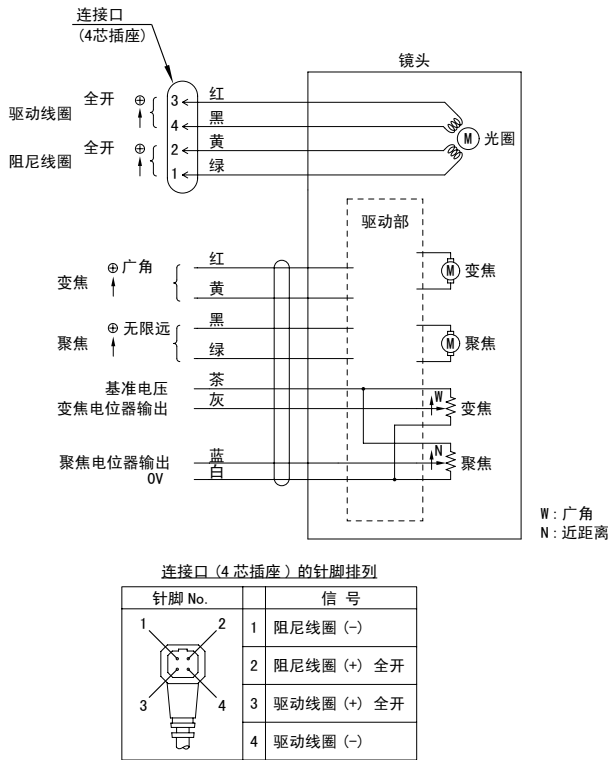 连接口
(4芯插座)
镜头
驱动线圈 全开 ⊕ 3 红
4 黑
阻尼线圈 全开 ⊕ 2 黄
1 绿
M 光圈
驱动部
变焦 ⊕ 广角 红
黄
M 变焦
聚焦 ⊕ 无限远 黑
绿
M 聚焦
基准电压 茶
变焦电位器输出 灰
W 变焦
聚焦电位器输出 蓝
0V 白
N 聚焦
W : 广角
N : 近距离
连接口 (4 芯插座 ) 的针脚排列
针脚 No. 信 号
1 2
3 4
1 阻尼线圈 (-)
2 阻尼线圈 (+) 全开
3 驱动线圈 (+) 全开
4 驱动线圈 (-)